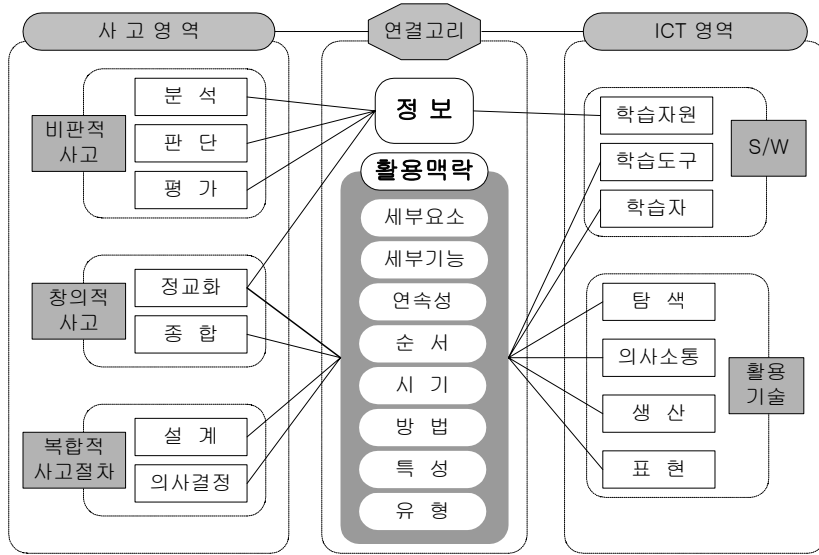 사 고 영 역
연결고리
ICT 영역
비판적
사고
분 석
판 단
평 가
창의적
사고
정교화
종 합
복합적
사고절차
설 계
의사결정
정 보
활용맥락
세부요소
세부기능
연속성
순 서
시 기
방 법
특 성
유 형
학습자원
학습도구
학습자
S/W
탐 색
의사소통
생 산
표 현
활용
기술